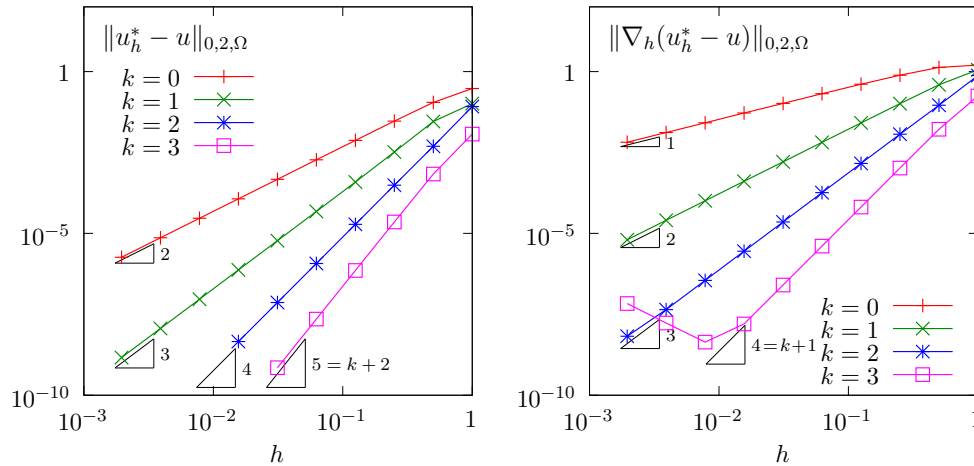 ‖u*_h − u‖_{0,2,Ω}
k = 0
k = 1
k = 2
k = 3
1
10^{−5}
10^{−10}
2
3
4
5 = k + 2
10^{−3}
10^{−2}
10^{−1}
1
h
‖∇_h(u*_h − u)‖_{0,2,Ω}
1
10^{−5}
10^{−10}
1
2
3
4 = k+1
k = 0
k = 1
k = 2
k = 3
10^{−3}
10^{−2}
10^{−1}
1
h